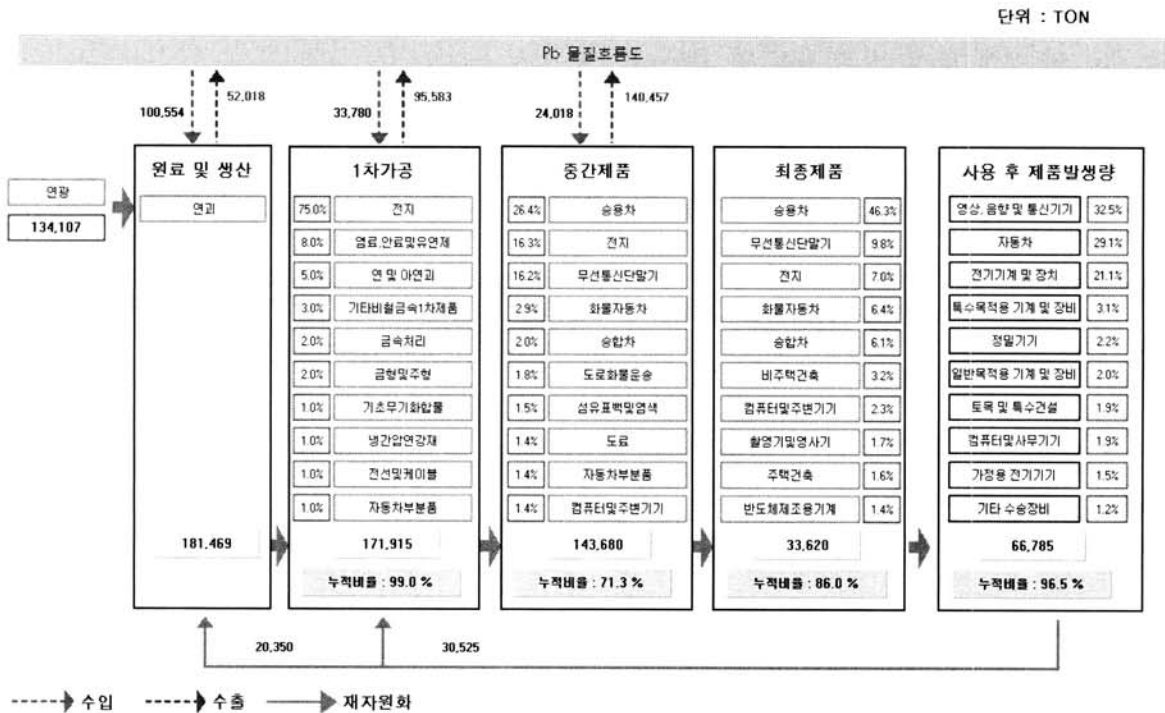 단위 : TON
Pb 물질흐름도
100,554
52,018
33,780
95,583
24,018
140,457
연광
134,107
원료 및 생산
연괴
181,469
1차가공
75.0% 전지
8.0% 염료,안료및유연제
5.0% 연 및 아연괴
3.0% 기타비철금속1차제품
2.0% 금속처리
2.0% 금형및주형
1.0% 기초무기화합물
1.0% 냉간압연강재
1.0% 전선및케이블
1.0% 자동차부분품
171,915
누적비율 : 99.0 %
중간제품
26.4% 승용차
16.3% 전지
16.2% 무선통신단말기
2.9% 화물자동차
2.0% 승합차
1.8% 도로화물운송
1.5% 섬유표백및염색
1.4% 도료
1.4% 자동차부분품
1.4% 컴퓨터및주변기기
143,680
누적비율 : 71.3 %
최종제품
승용차 46.3%
무선통신단말기 9.8%
전지 7.0%
화물자동차 6.4%
승합차 6.1%
비주택건축 3.2%
컴퓨터및주변기기 2.3%
촬영기및영사기 1.7%
주택건축 1.6%
반도체제조용기계 1.4%
33,620
누적비율 : 86.0 %
사용 후 제품발생량
영상, 음향 및 통신기기 32.5%
자동차 29.1%
전기기계 및 장치 21.1%
특수목적용 기계 및 장비 3.1%
정밀기기 2.2%
일반목적용 기계 및 장비 2.0%
토목 및 특수건설 1.9%
컴퓨터및사무기기 1.9%
가정용 전기기기 1.5%
기타 수송장비 1.2%
66,785
누적비율 : 96.5 %
20,350
30,525
수입
수출
재자원화